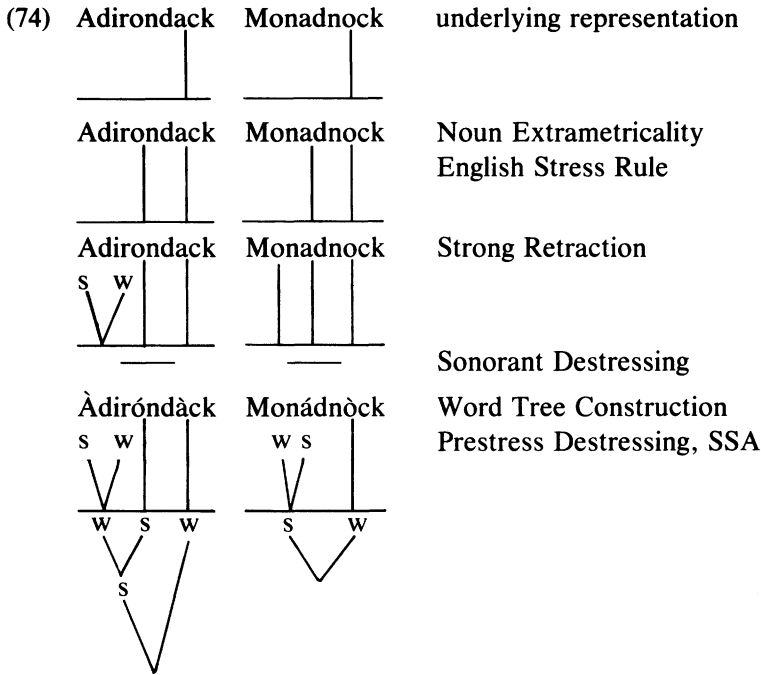 (74) Adirondack Monadnock underlying representation
Adirondack Monadnock Noun Extrametricality
English Stress Rule
Adirondack Monadnock Strong Retraction
S W
Sonorant Destressing
Àdiróndàck Monádnòck Word Tree Construction
S W W S Prestress Destressing, SSA
W S W S W
S